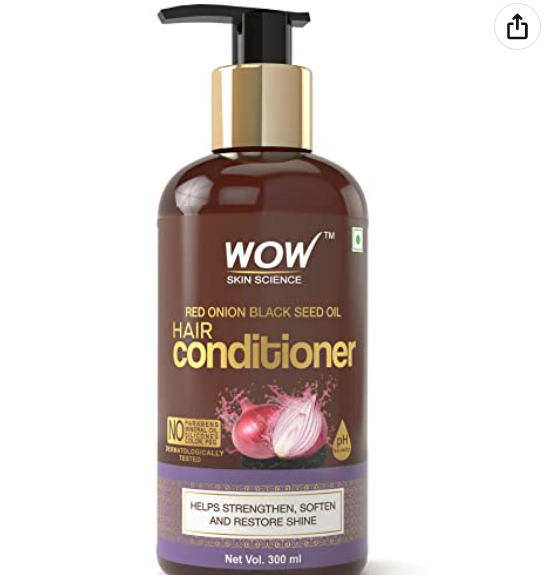 WOW™
SKIN SCIENCE
RED ONION BLACK SEED OIL
HAIR
conditioner
NO PARABENS
MINERAL OIL
SILICONES
COLOR, PEG
DERMATOLOGICALLY
TESTED
pH
HELPS STRENGTHEN, SOFTEN
AND RESTORE SHINE
Net Vol. 300 ml